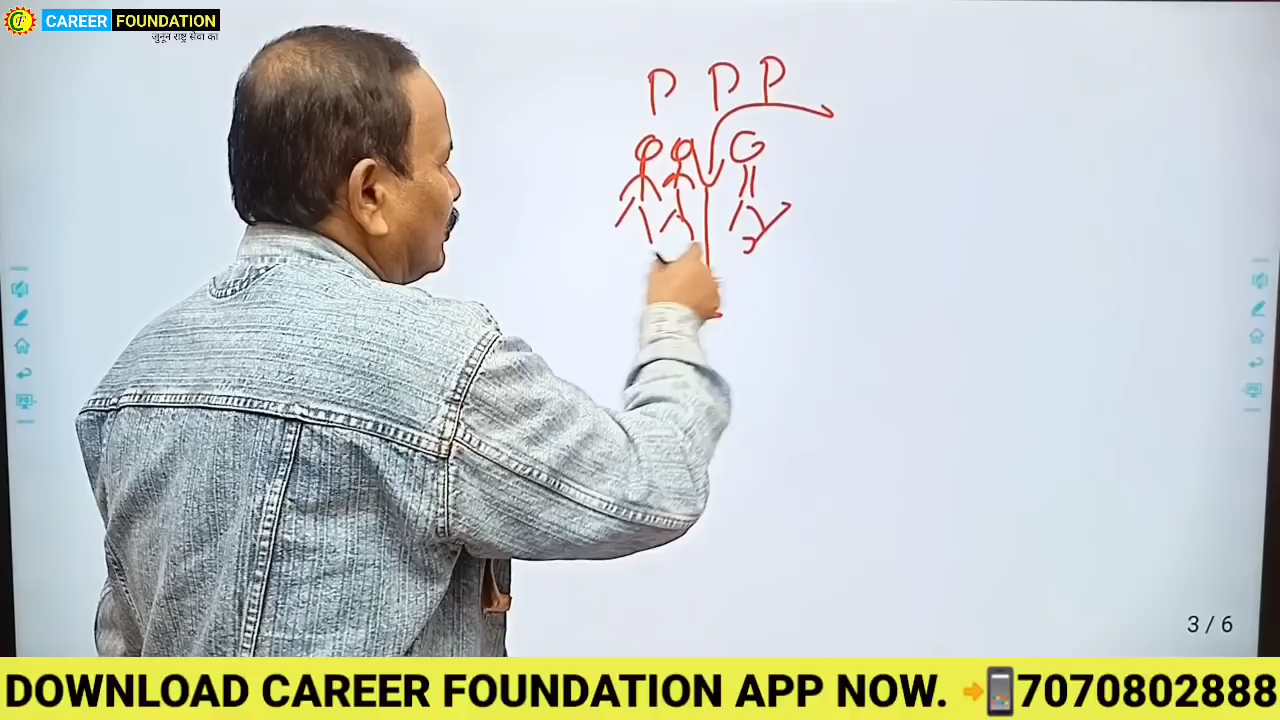 CAREER FOUNDATION
जुनून राष्ट्र सेवा का
P P P
3 / 6
DOWNLOAD CAREER FOUNDATION APP NOW. 7070802888